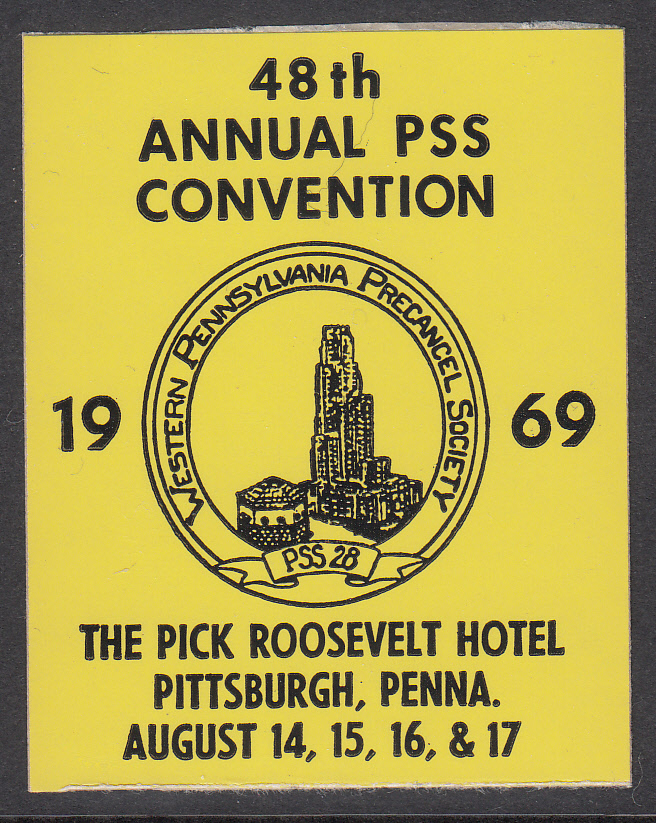 48th
ANNUAL PSS
CONVENTION
WESTERN PENNSYLVANIA PRECANCEL SOCIETY
19 69
PSS 28
THE PICK ROOSEVELT HOTEL
PITTSBURGH, PENNA.
AUGUST 14, 15, 16, & 17